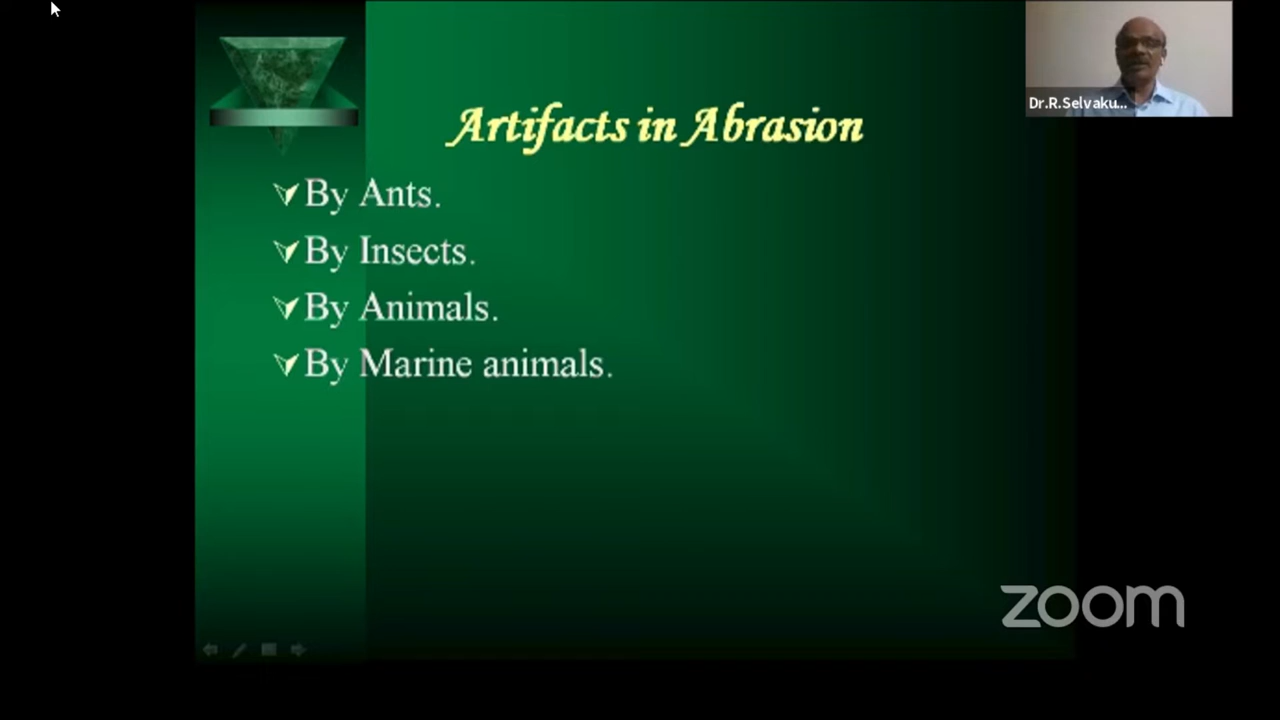 Artifacts in Abrasion
By Ants.
By Insects.
By Animals.
By Marine animals.
Dr.R.Selvaku...
zoom